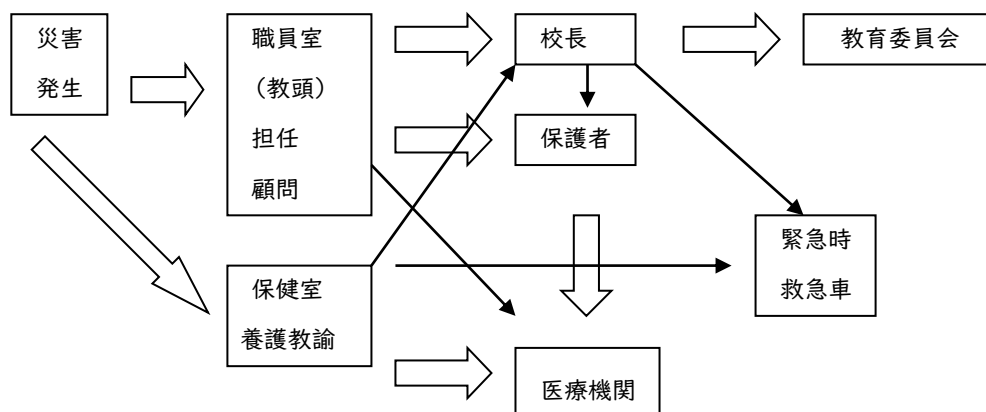 災害
発生
職員室
（教頭）
担任
顧問
校長
教育委員会
保護者
緊急時
救急車
保健室
養護教諭
医療機関